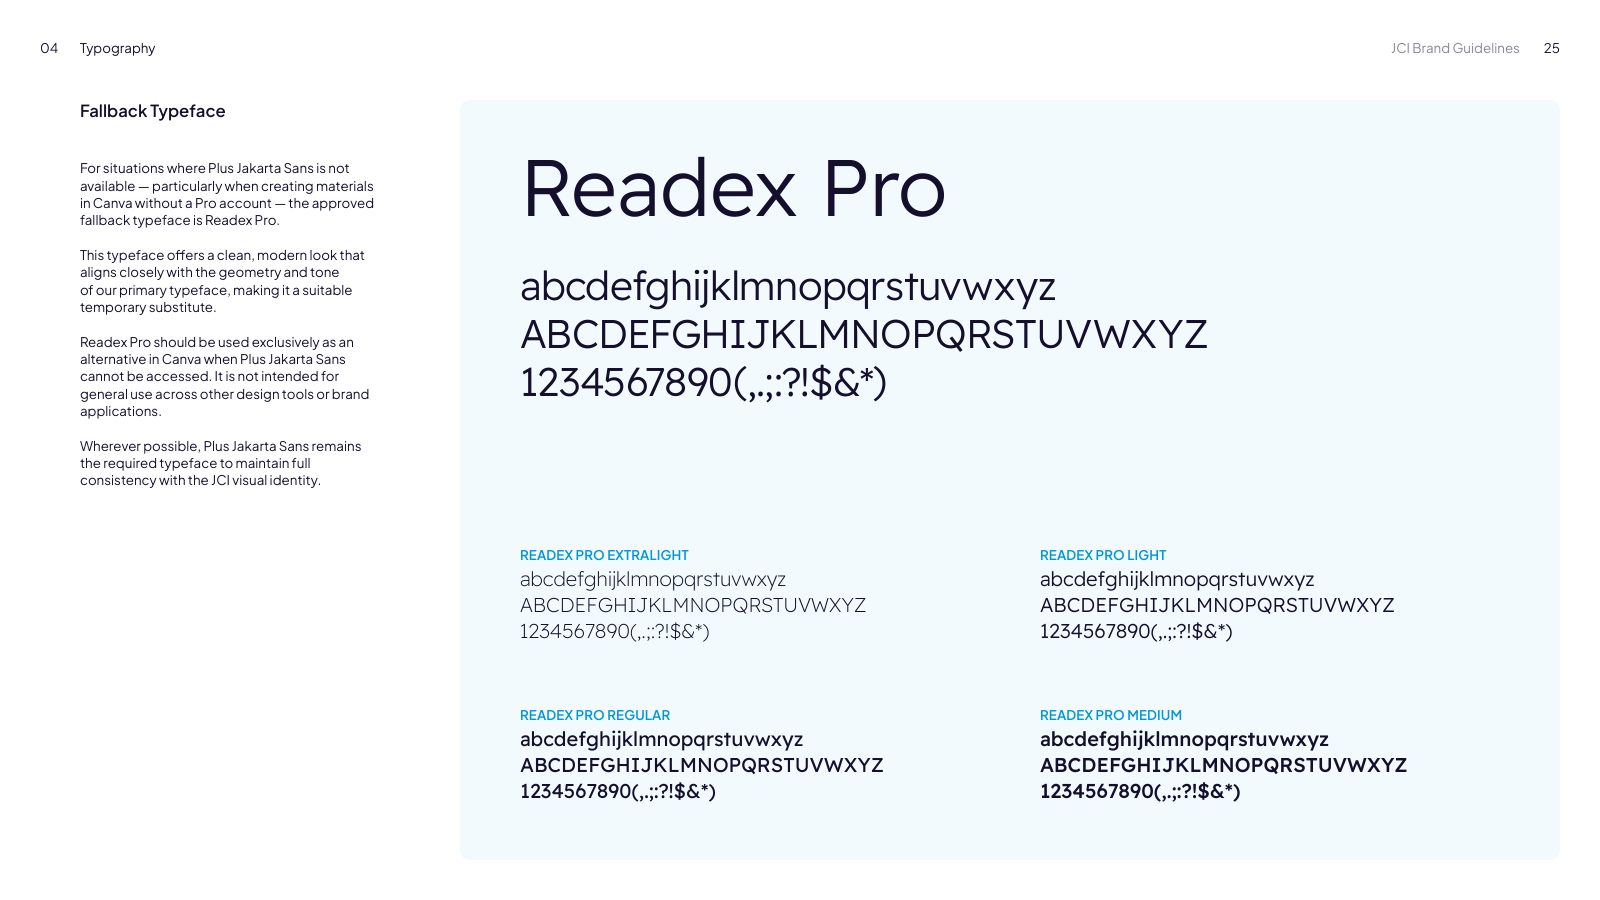 04 Typography
JCI Brand Guidelines 25
Fallback Typeface
For situations where Plus Jakarta Sans is not
available — particularly when creating materials
in Canva without a Pro account — the approved
fallback typeface is Readex Pro.
This typeface offers a clean, modern look that
aligns closely with the geometry and tone
of our primary typeface, making it a suitable
temporary substitute.
Readex Pro should be used exclusively as an
alternative in Canva when Plus Jakarta Sans
cannot be accessed. It is not intended for
general use across other design tools or brand
applications.
Wherever possible, Plus Jakarta Sans remains
the required typeface to maintain full
consistency with the JCI visual identity.
Readex Pro
abcdefghijklmnopqrstuvwxyz
ABCDEFGHIJKLMNOPQRSTUVWXYZ
1234567890(,.;:?!$&*)
READEX PRO EXTRALIGHT
abcdefghijklmnopqrstuvwxyz
ABCDEFGHIJKLMNOPQRSTUVWXYZ
1234567890(,.;:?!$&*)
READEX PRO LIGHT
abcdefghijklmnopqrstuvwxyz
ABCDEFGHIJKLMNOPQRSTUVWXYZ
1234567890(,.;:?!$&*)
READEX PRO REGULAR
abcdefghijklmnopqrstuvwxyz
ABCDEFGHIJKLMNOPQRSTUVWXYZ
1234567890(,.;:?!$&*)
READEX PRO MEDIUM
abcdefghijklmnopqrstuvwxyz
ABCDEFGHIJKLMNOPQRSTUVWXYZ
1234567890(,.;:?!$&*)